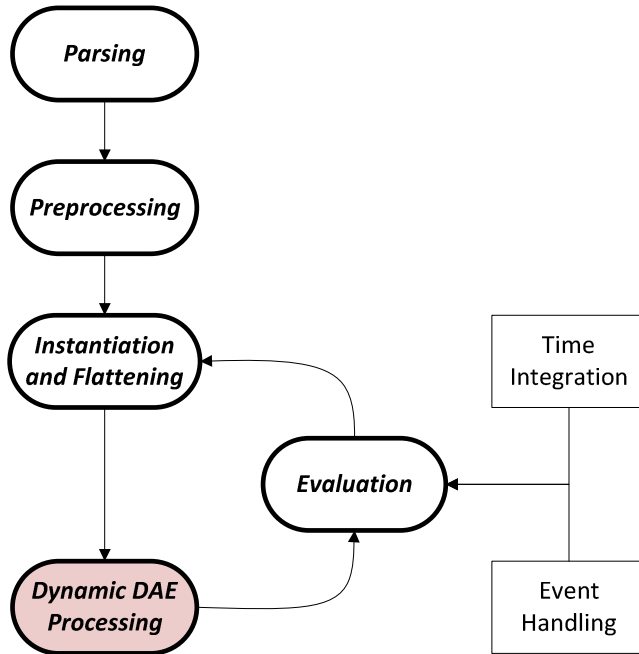 Parsing
Preprocessing
Instantiation
and Flattening
Time
Integration
Evaluation
Dynamic DAE
Processing
Event
Handling